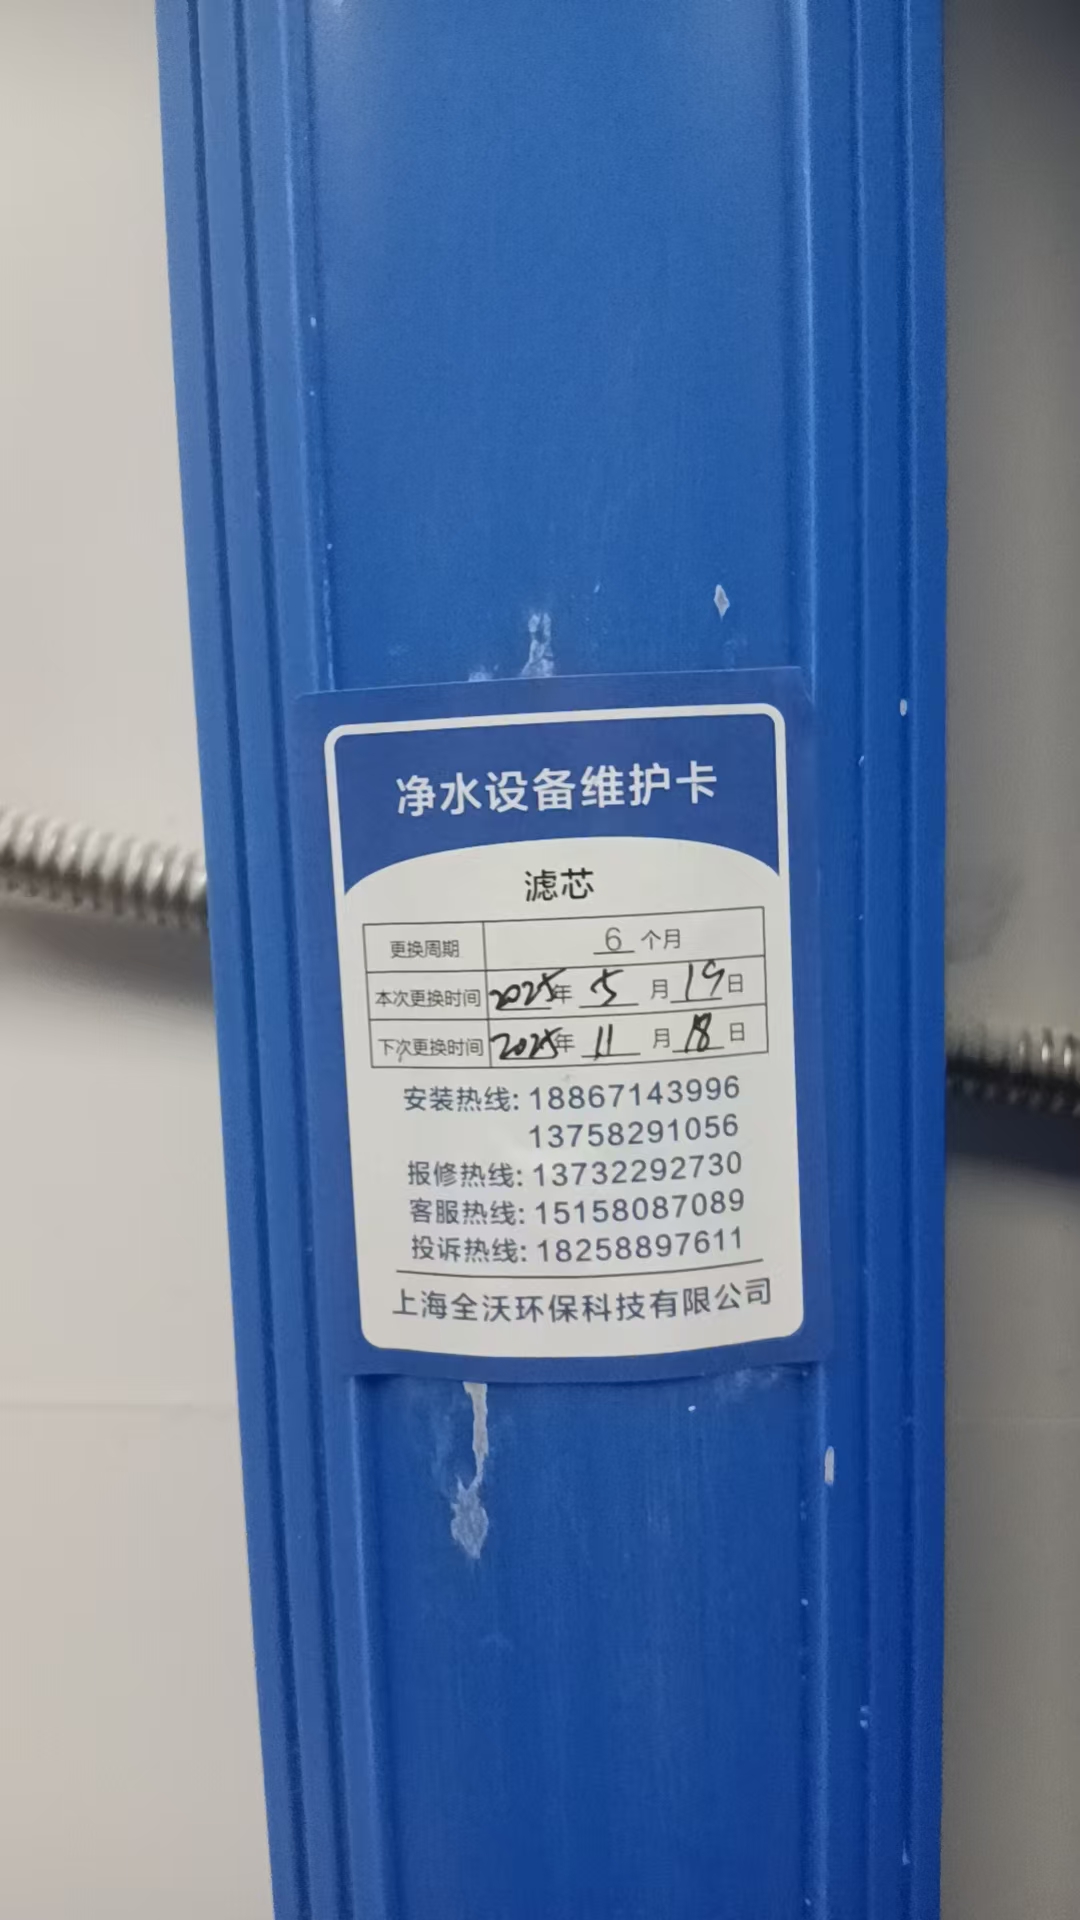 净水设备维护卡
滤芯
更换周期 6 个月
本次更换时间 2025年 5 月 19 日
下次更换时间 2025年 11 月 18 日
安装热线: 18867143996
13758291056
报修热线: 13732292730
客服热线: 15158087089
投诉热线: 18258897611
上海全沃环保科技有限公司